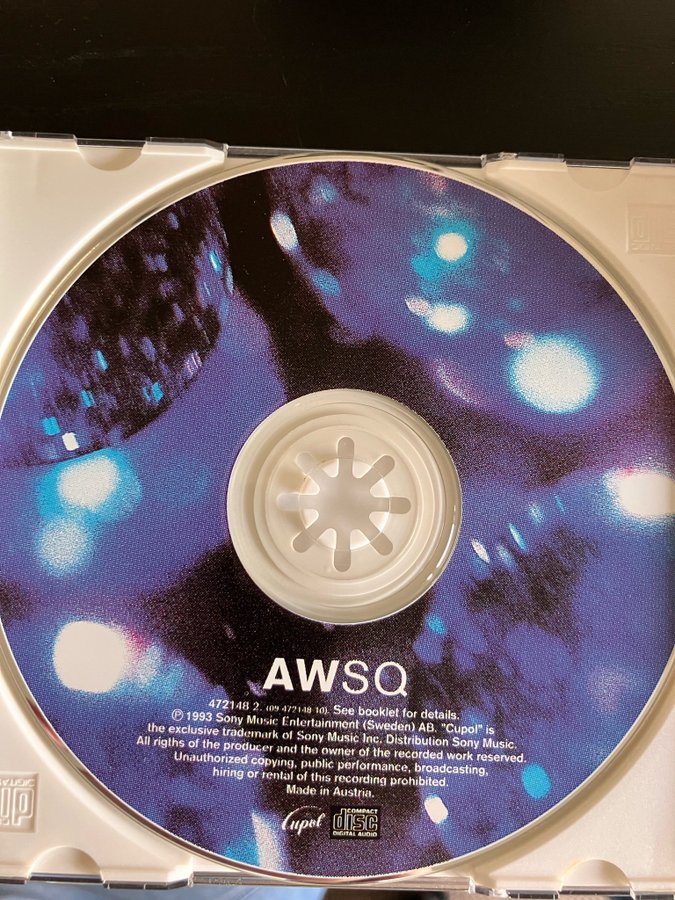 AWSQ
472148 2. (09-472148-10). See booklet for details.
℗ 1993 Sony Music Entertainment (Sweden) AB. "Cupol" is
the exclusive trademark of Sony Music Inc. Distribution Sony Music.
All rigths of the producer and the owner of the recorded work reserved.
Unauthorized copying, public performance, broadcasting,
hiring or rental of this recording prohibited.
Made in Austria.
Cupol
COMPACT
disc
DIGITAL AUDIO